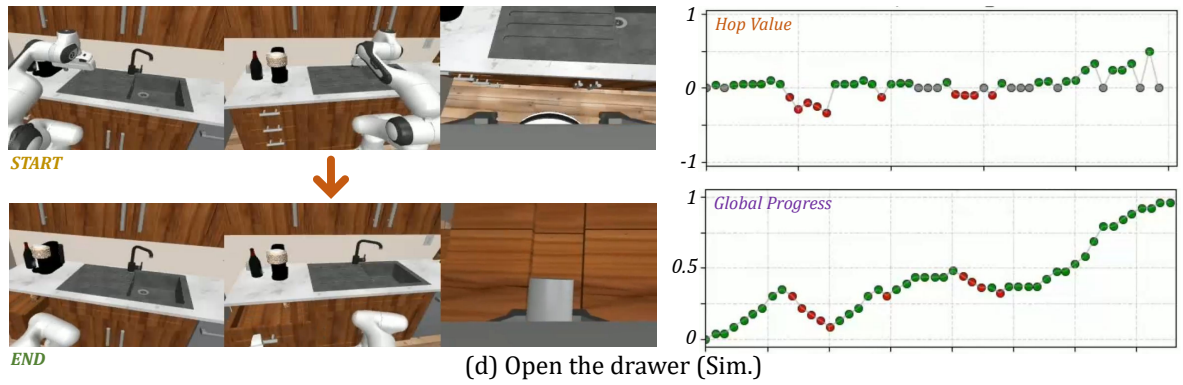 START
END
1
Hop Value
0
-1
1
Global Progress
0.5
0
(d) Open the drawer (Sim.)